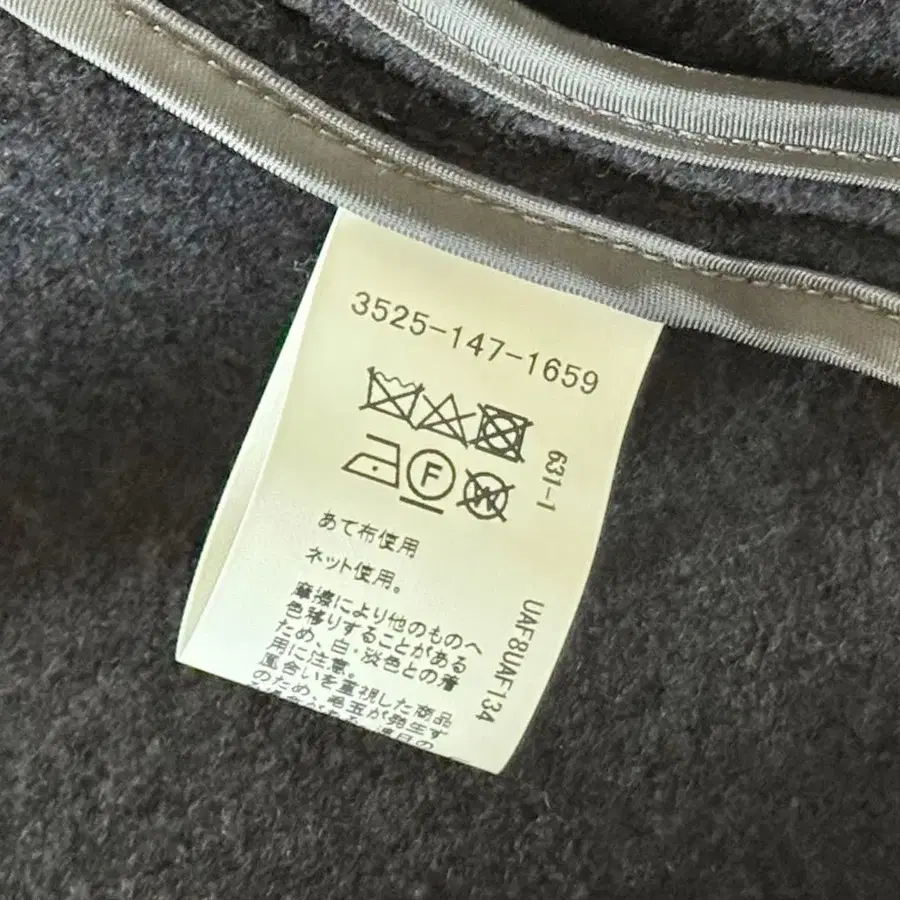 3525-147-1659
F
W
631-1
あて布使用
ネット使用。
摩擦により他のものへ
色移りすることがある
ため、白・淡色との着
用に注意。
風合いを重視した商品
のため、毛玉が発生す
UAF8UAF134